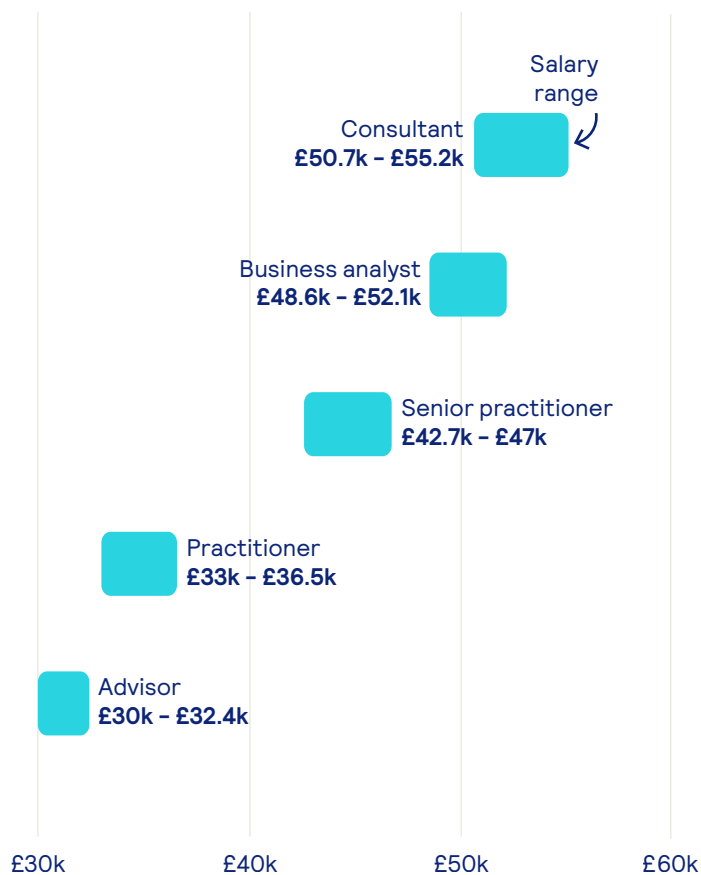 Salary
range
Consultant
£50.7k – £55.2k
Business analyst
£48.6k – £52.1k
Senior practitioner
£42.7k – £47k
Practitioner
£33k – £36.5k
Advisor
£30k – £32.4k
£30k £40k £50k £60k